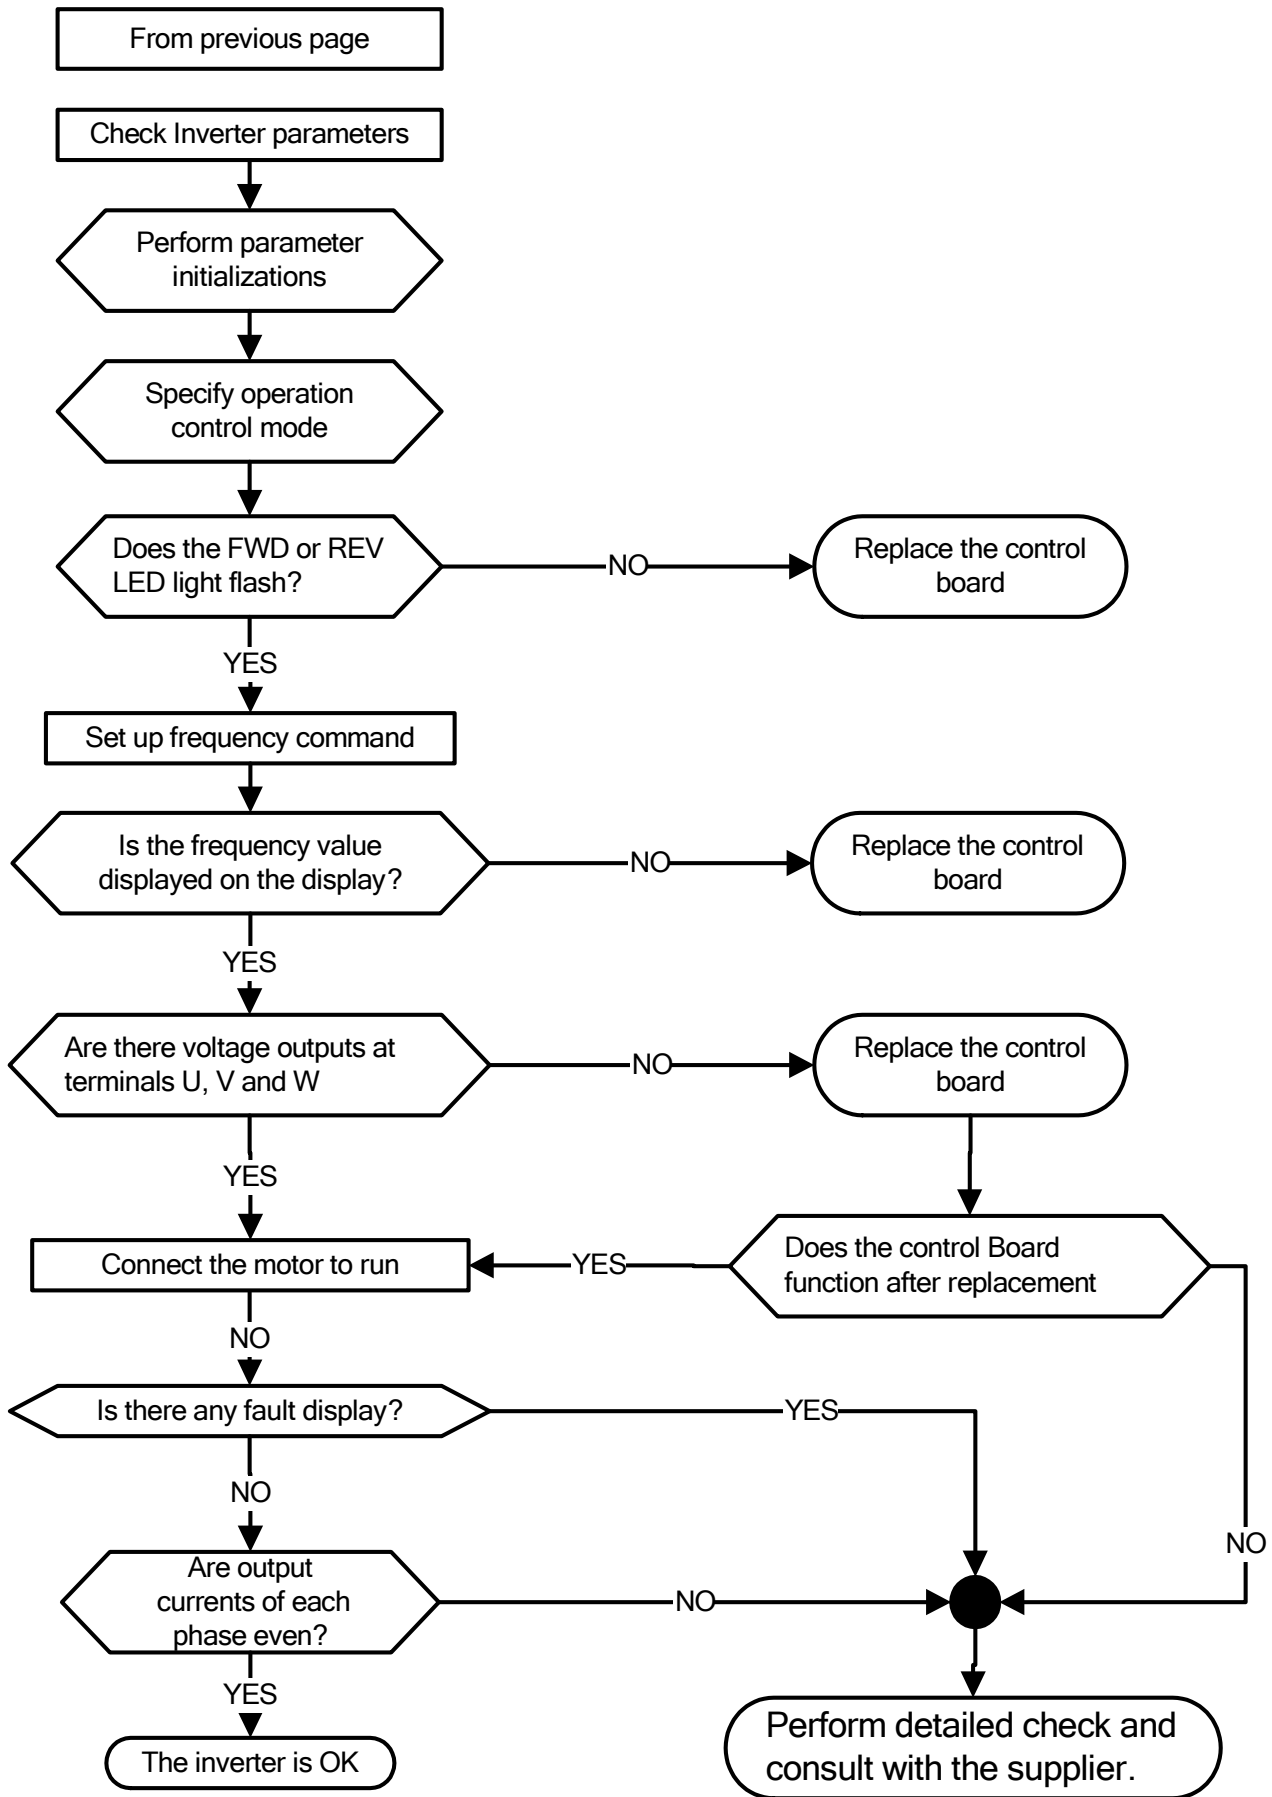 From previous page
Check Inverter parameters
Perform parameter
initializations
Specify operation
control mode
Does the FWD or REV
LED light flash?
NO
Replace the control
board
YES
Set up frequency command
Is the frequency value
displayed on the display?
NO
Replace the control
board
YES
Are there voltage outputs at
terminals U, V and W
NO
Replace the control
board
YES
Connect the motor to run
YES
Does the control Board
function after replacement
NO
Is there any fault display?
YES
NO
NO
Are output
currents of each
phase even?
NO
YES
The inverter is OK
Perform detailed check and
consult with the supplier.